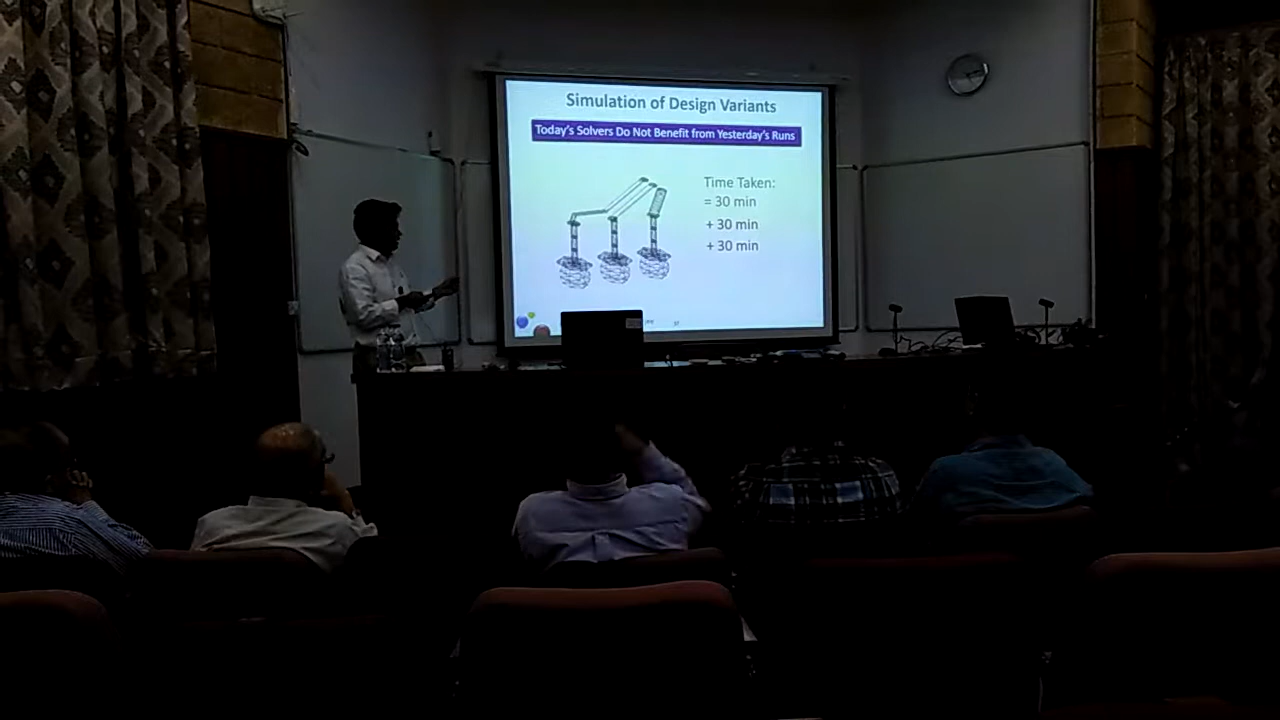 Simulation of Design Variants
Today's Solvers Do Not Benefit from Yesterday's Runs
Time Taken:
= 30 min
+ 30 min
+ 30 min